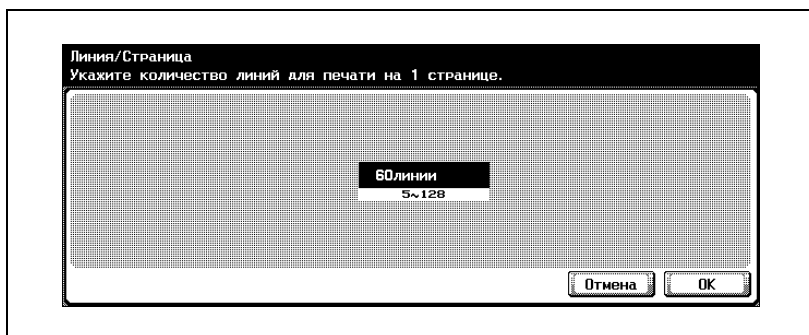 Линия/Страница
Укажите количество линий для печати на 1 странице.
60линии
5~128
Отмена OK